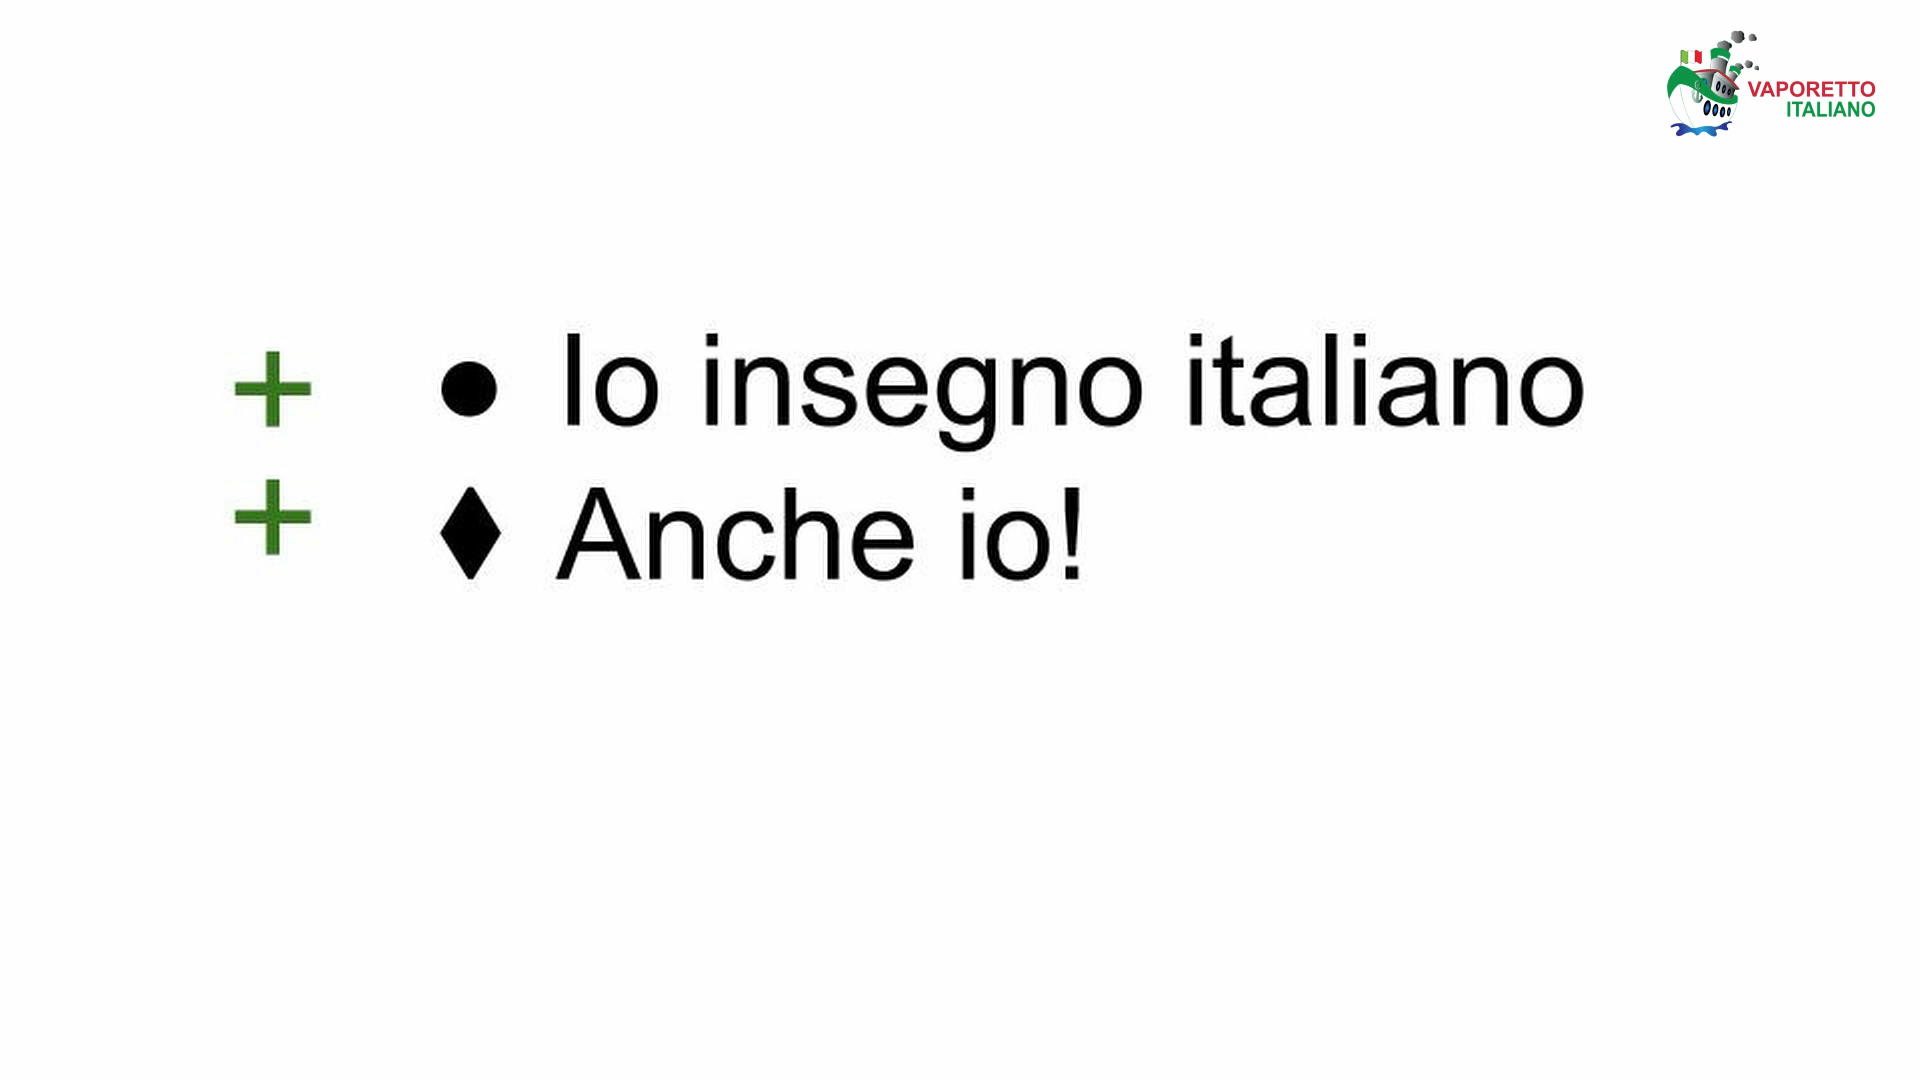 VAPORETTO
ITALIANO
+ ● Io insegno italiano
+ ♦ Anche io!